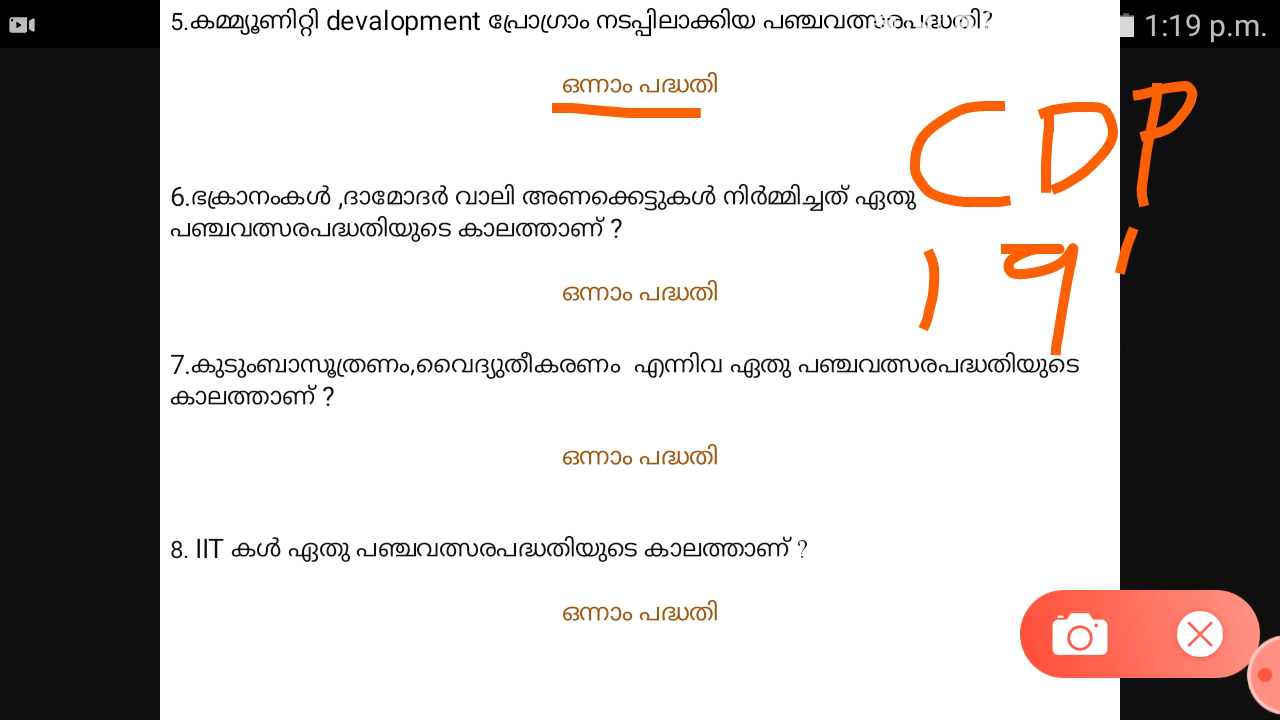 1:19 p.m.
5.കമ്മ്യൂണിറ്റി devalopment പ്രോഗ്രാം നടപ്പിലാക്കിയ പഞ്ചവത്സരപദ്ധതി?
ഒന്നാം പദ്ധതി
CDP
6.ഭക്രാനംകൾ ,ദാമോദർ വാലി അണക്കെട്ടുകൾ നിർമ്മിച്ചത് ഏതു
പഞ്ചവത്സരപദ്ധതിയുടെ കാലത്താണ് ?
ഒന്നാം പദ്ധതി
19
7.കുടുംബാസൂത്രണം,വൈദ്യുതീകരണം എന്നിവ ഏതു പഞ്ചവത്സരപദ്ധതിയുടെ
കാലത്താണ് ?
ഒന്നാം പദ്ധതി
8. IIT കൾ ഏതു പഞ്ചവത്സരപദ്ധതിയുടെ കാലത്താണ് ?
ഒന്നാം പദ്ധതി